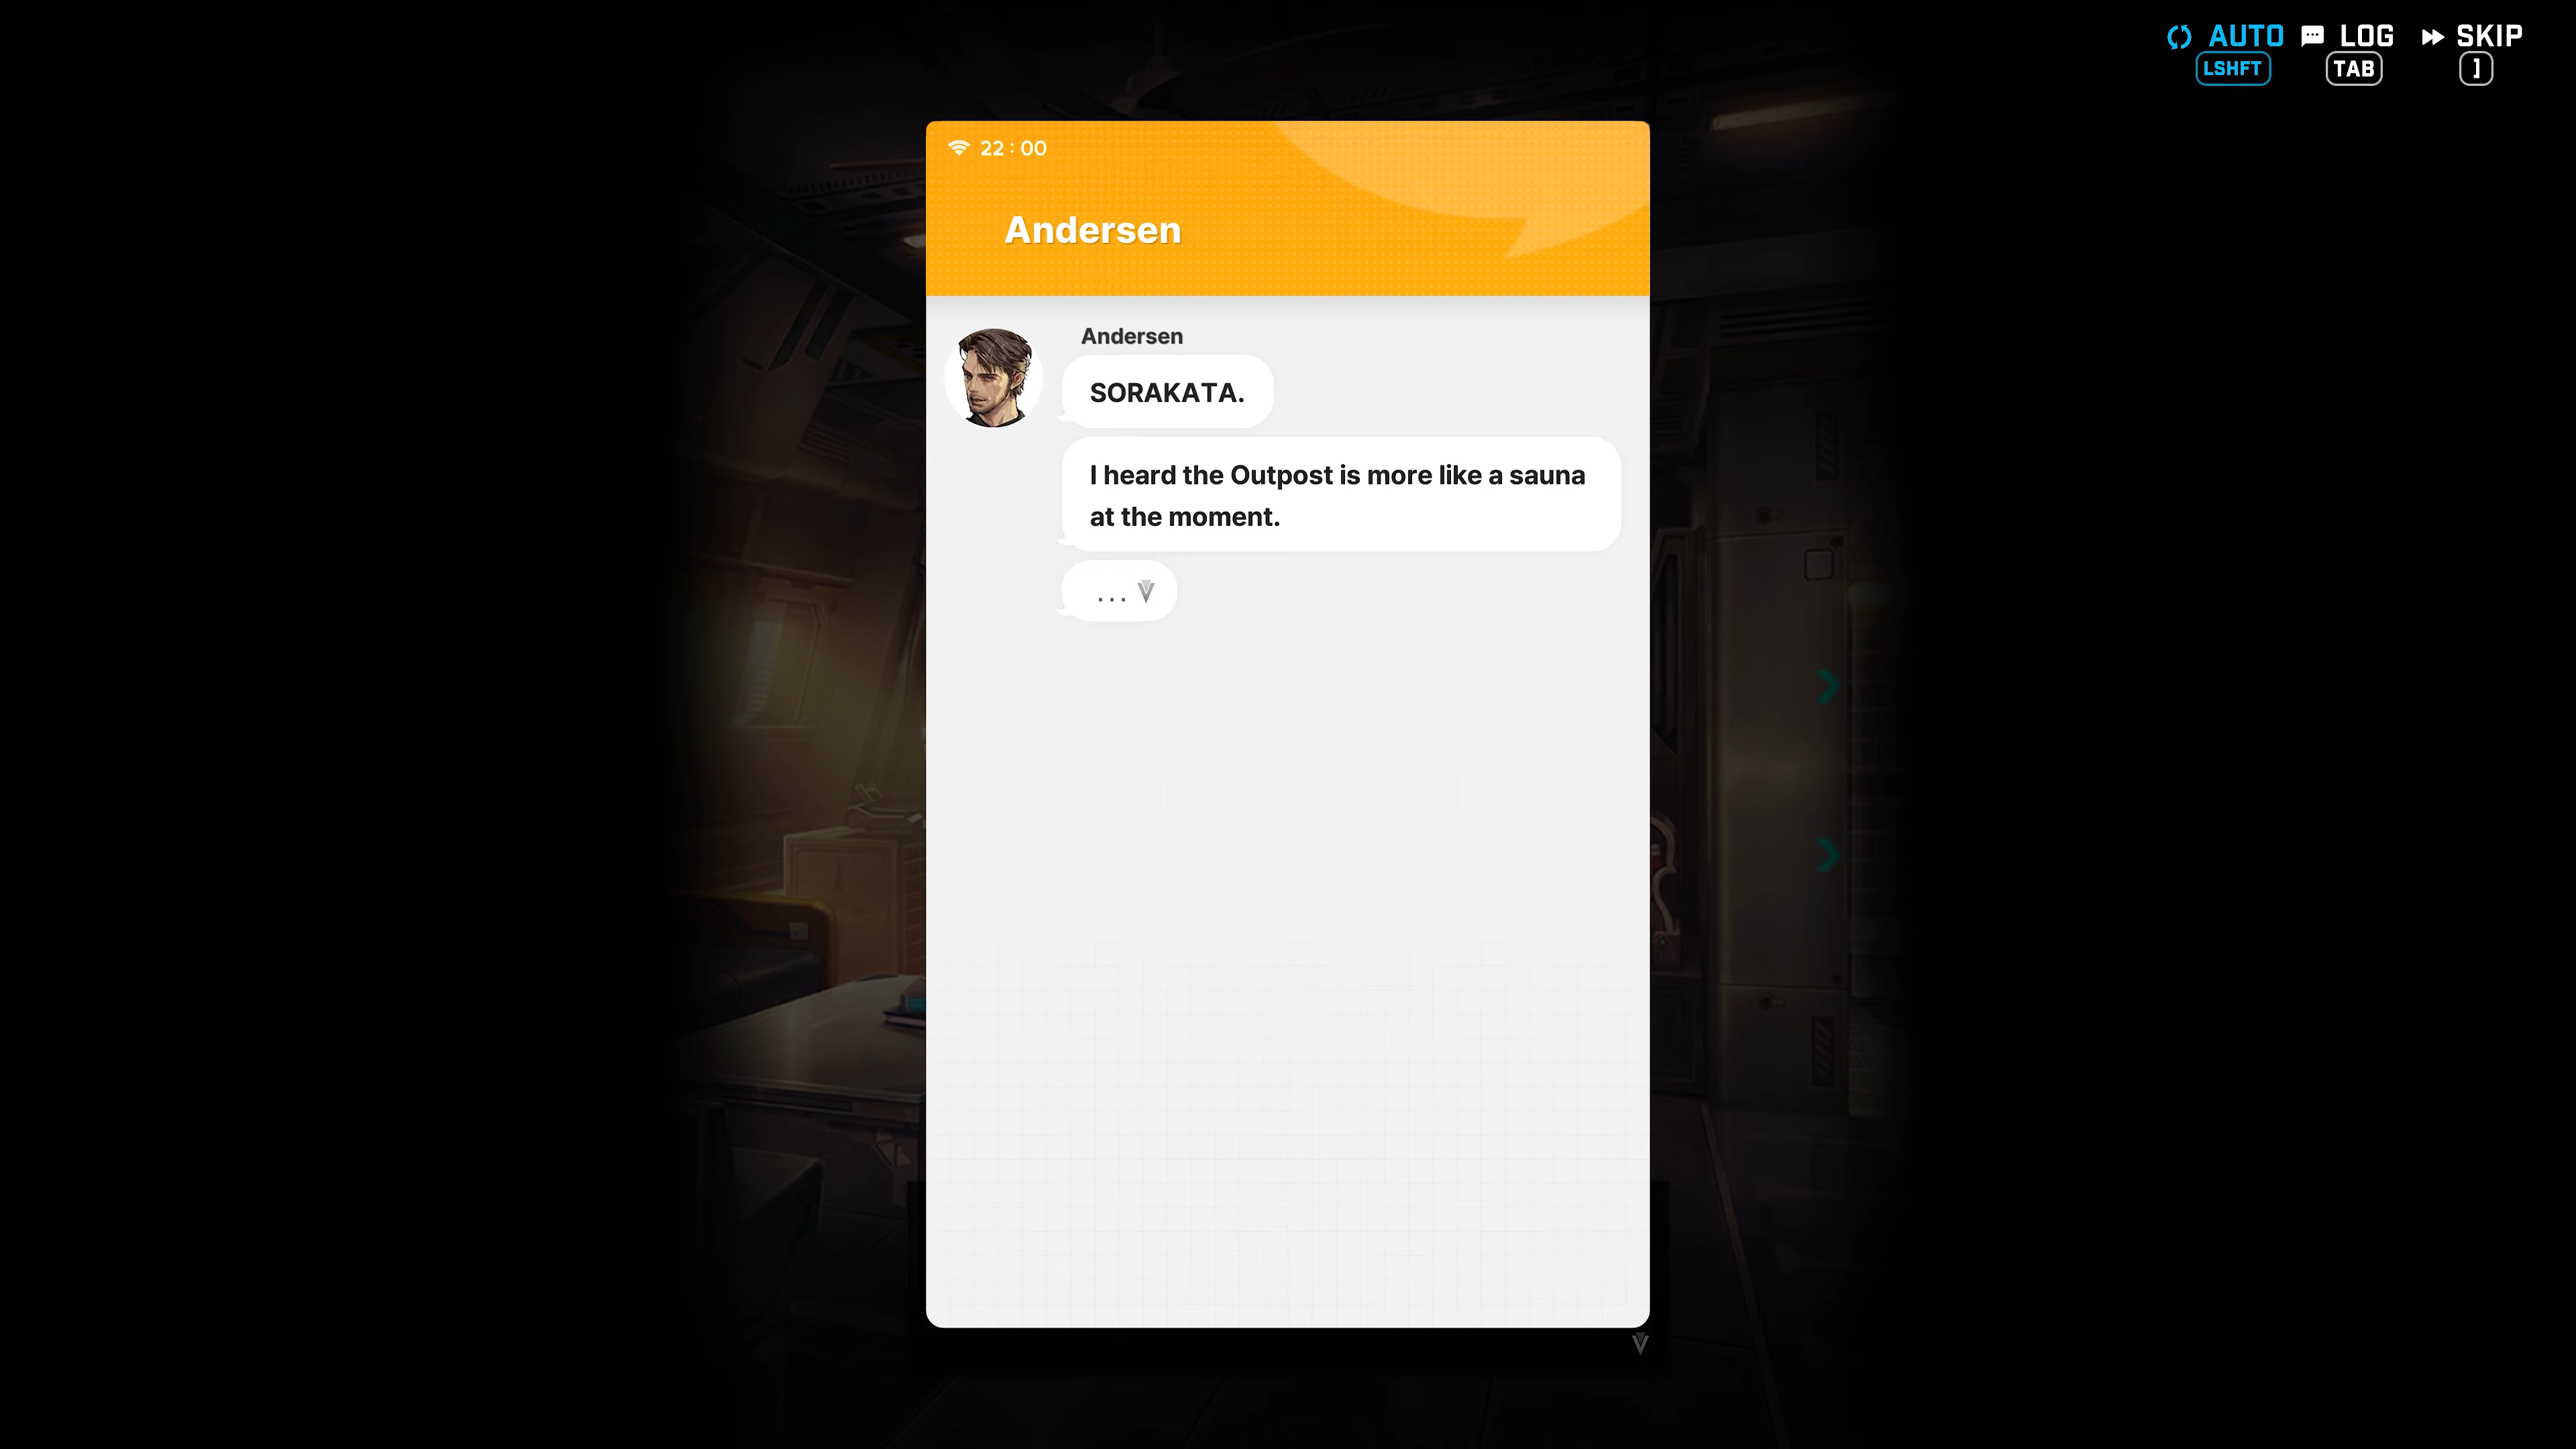 AUTO LOG SKIP
LSHFT TAB ]
22 : 00
Andersen
Andersen
SORAKATA.
I heard the Outpost is more like a sauna
at the moment.
...